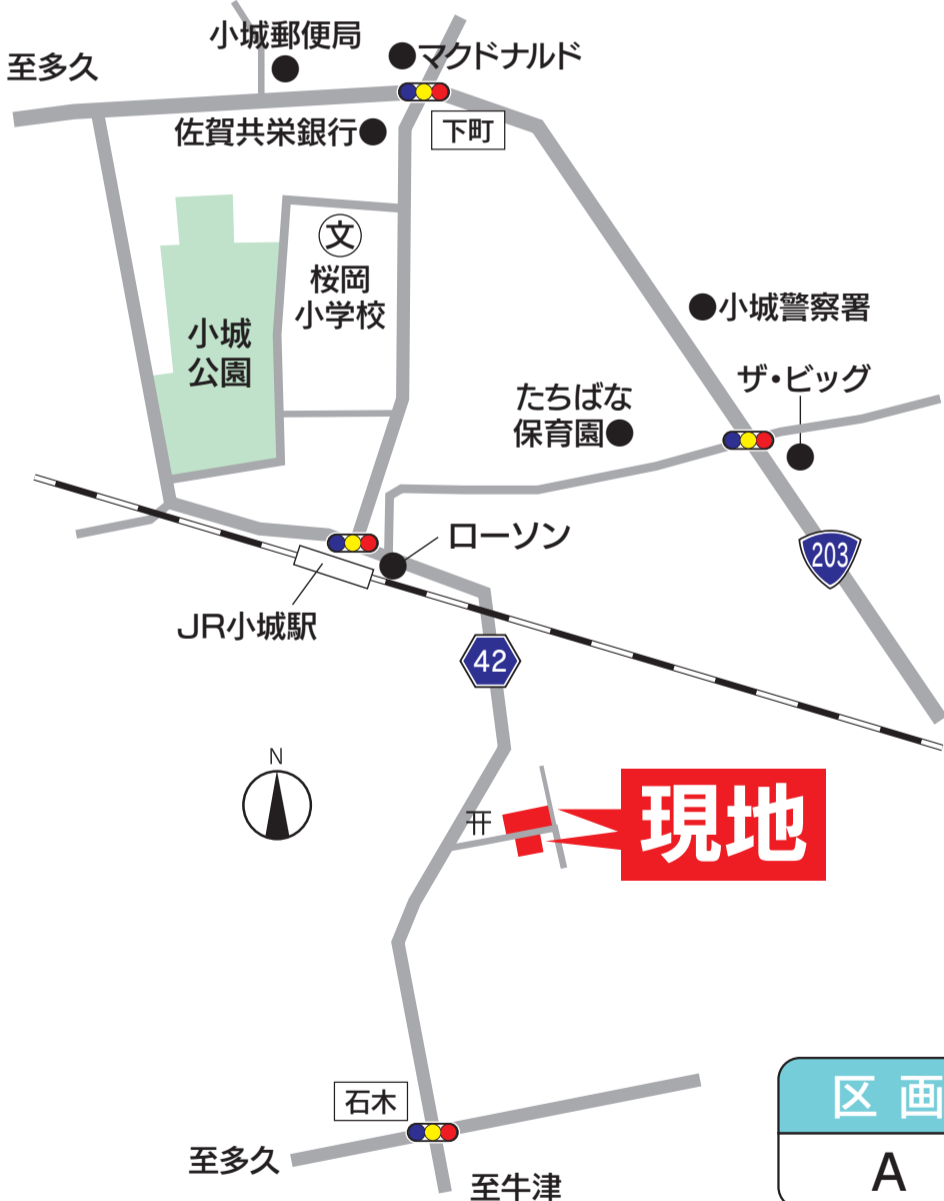 小城郵便局
マクドナルド
至多久
佐賀共栄銀行
下町
文
桜岡
小学校
小城
公園
小城警察署
ザ・ビッグ
たちばな
保育園
ローソン
203
JR小城駅
42
N
現地
石木
至多久
至牛津
区画
A